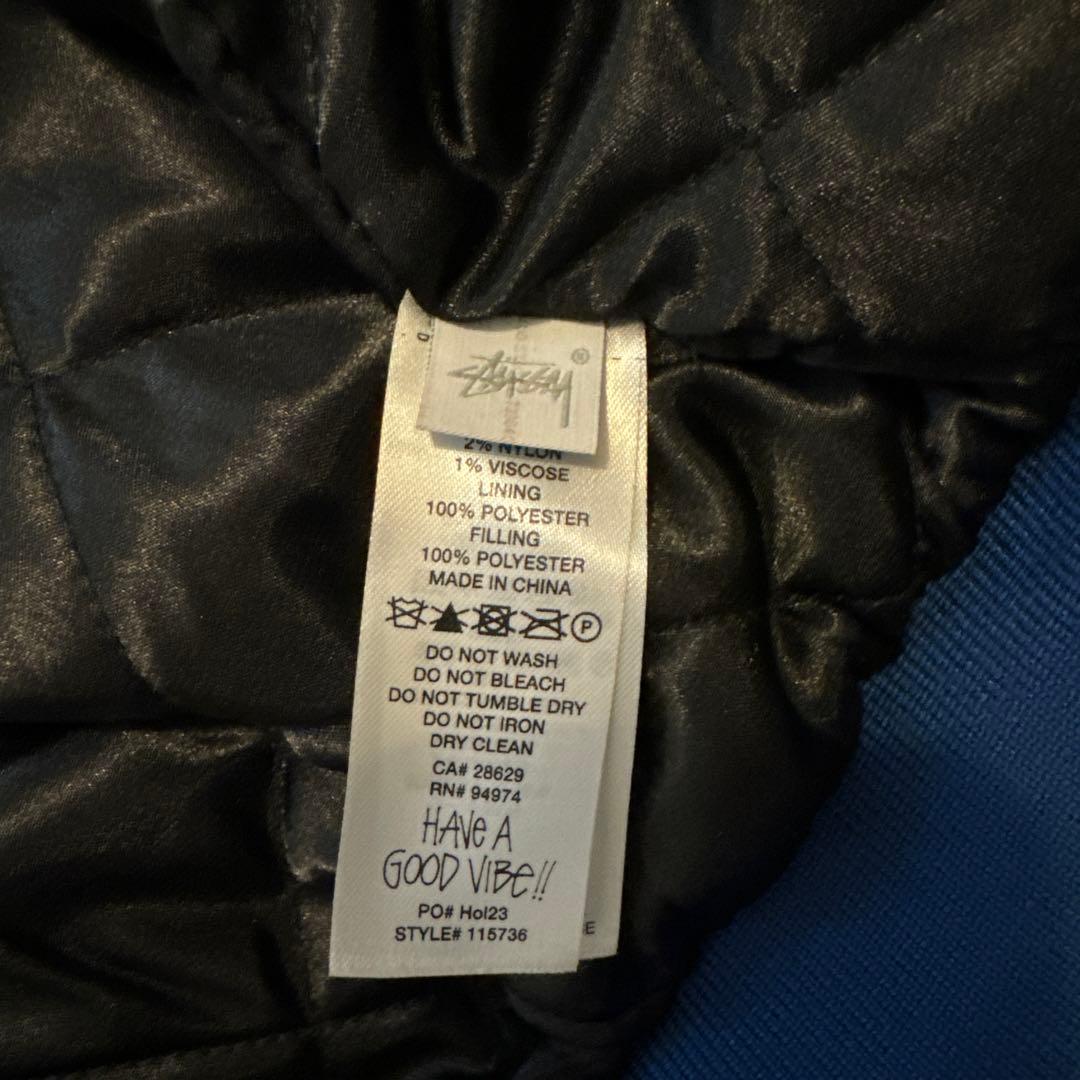 D
STÜSSY ®
2% NYLON
1% VISCOSE
LINING
100% POLYESTER
FILLING
100% POLYESTER
MADE IN CHINA
P
DO NOT WASH
DO NOT BLEACH
DO NOT TUMBLE DRY
DO NOT IRON
DRY CLEAN
CA# 28629
RN# 94974
HAVE A
GOOD VIBE!!
PO# Hol23
STYLE# 115736
E